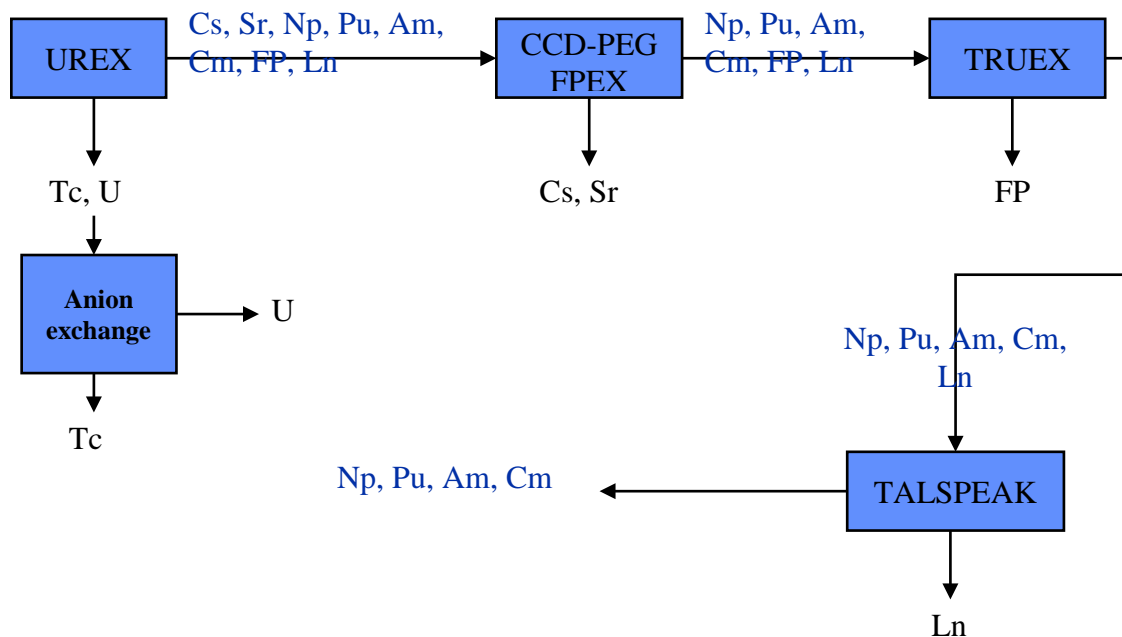 UREX
Cs, Sr, Np, Pu, Am,
Cm, FP, Ln
CCD-PEG
FPEX
Np, Pu, Am,
Cm, FP, Ln
TRUEX
Tc, U
Cs, Sr
FP
Anion
exchange
U
Tc
Np, Pu, Am, Cm,
Ln
Np, Pu, Am, Cm
TALSPEAK
Ln